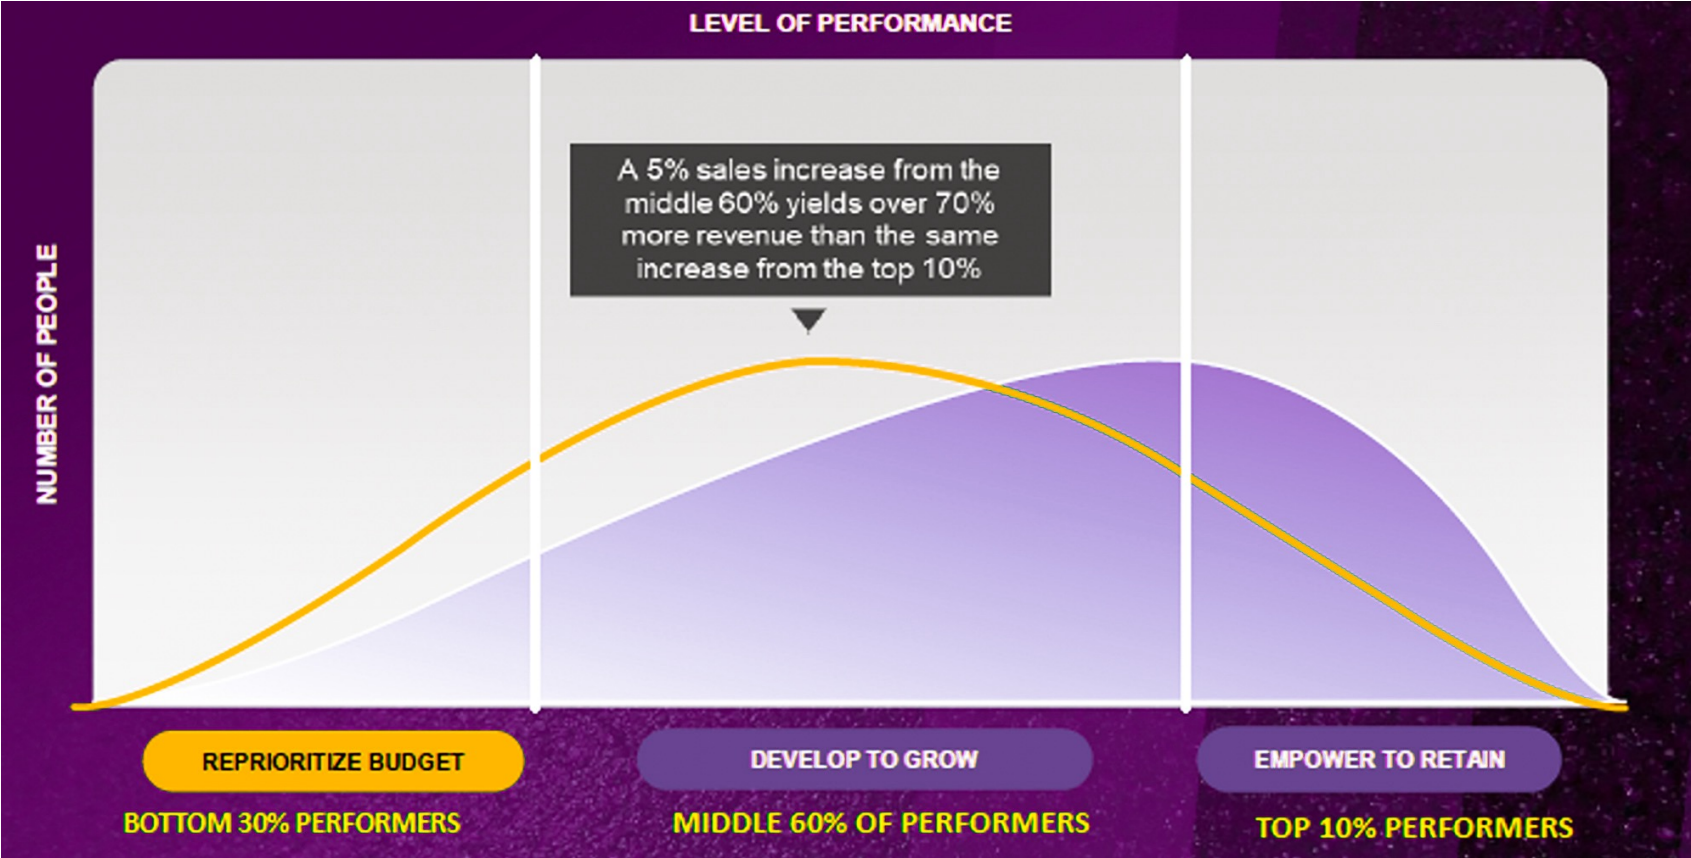 LEVEL OF PERFORMANCE
NUMBER OF PEOPLE
A 5% sales increase from the
middle 60% yields over 70%
more revenue than the same
increase from the top 10%
REPRIORITIZE BUDGET
DEVELOP TO GROW
EMPOWER TO RETAIN
BOTTOM 30% PERFORMERS
MIDDLE 60% OF PERFORMERS
TOP 10% PERFORMERS